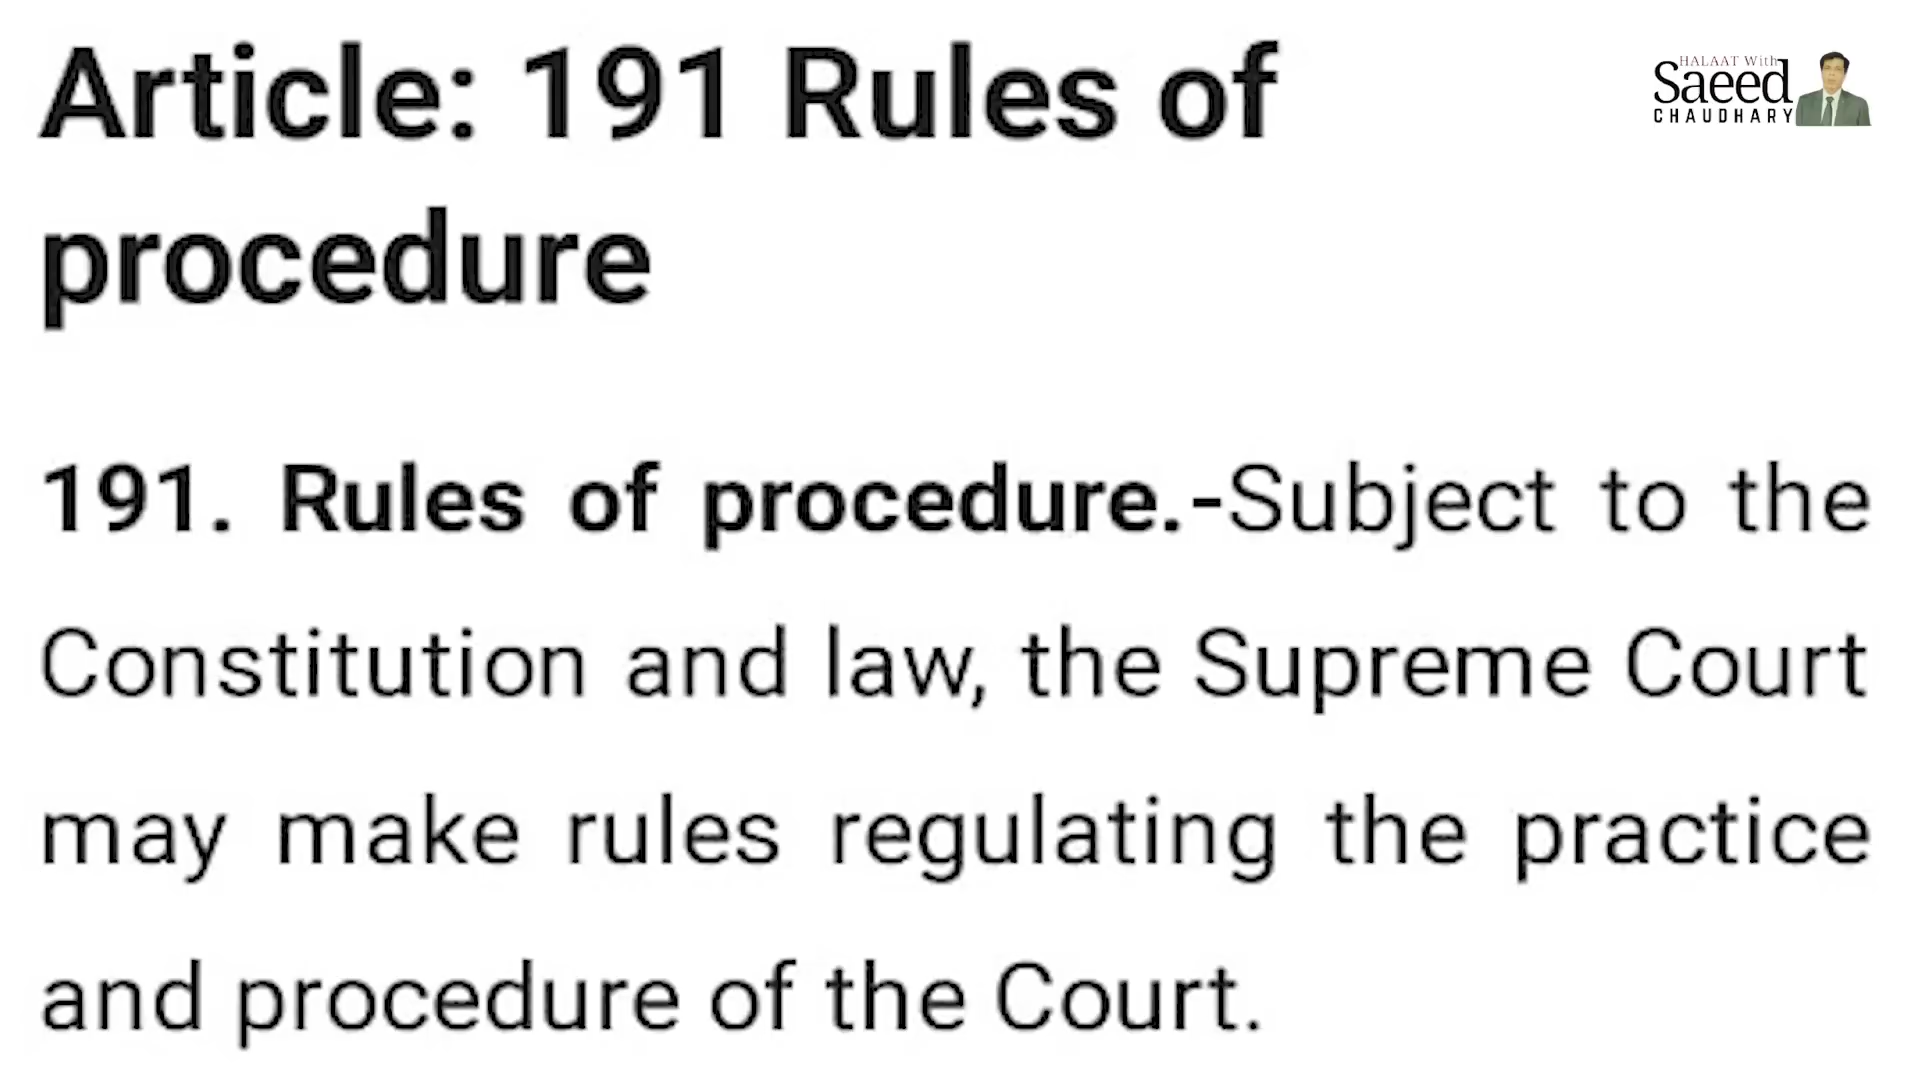 Article: 191 Rules of
procedure
HALAAT With
Saeed
CHAUDHARY
191. Rules of procedure.-Subject to the
Constitution and law, the Supreme Court
may make rules regulating the practice
and procedure of the Court.